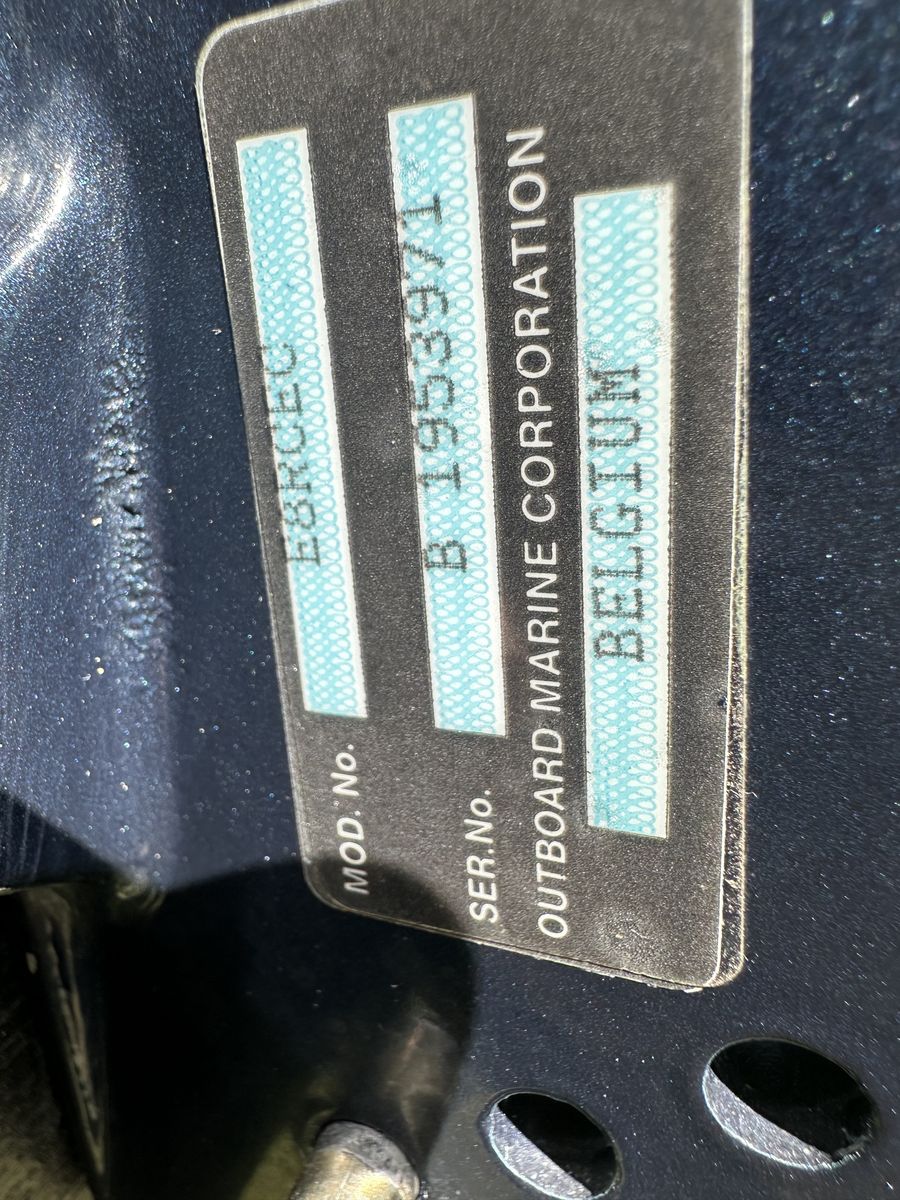 MOD. No. E8RCEC
SER.No. B 1953971
OUTBOARD MARINE CORPORATION
BELGIUM